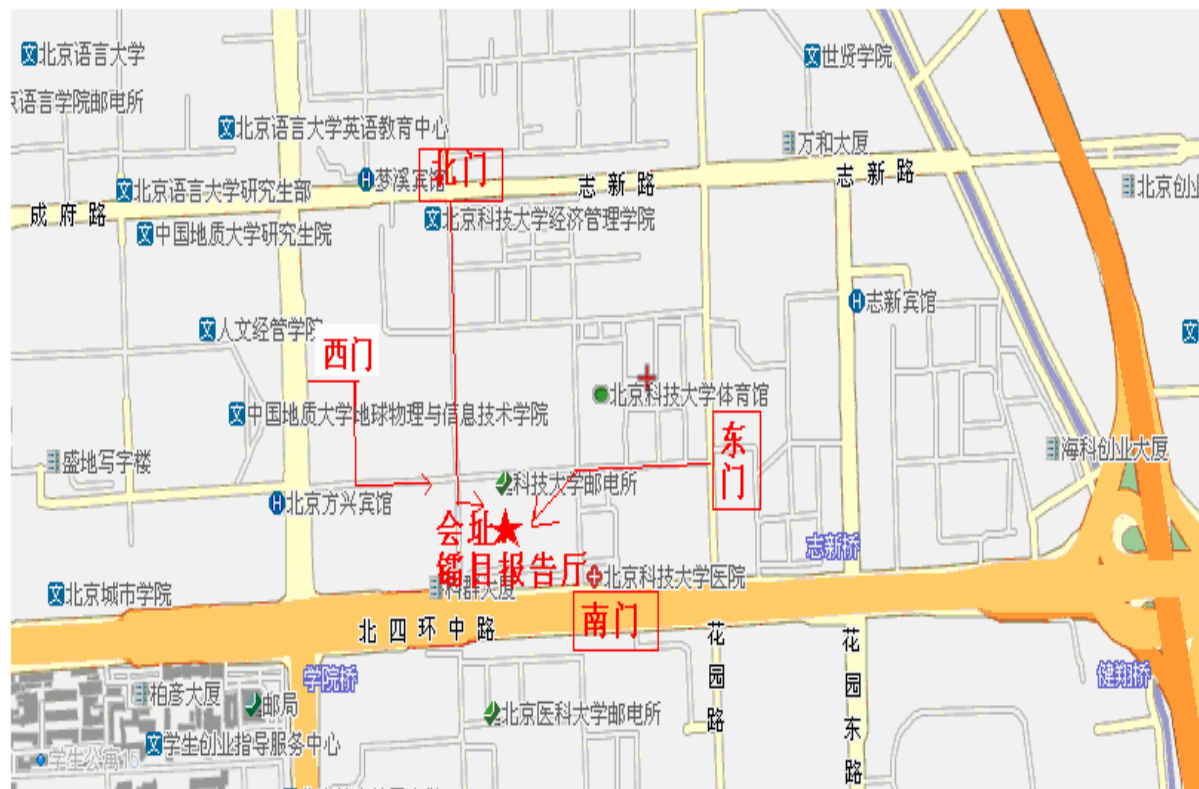 北京语言大学
世贤学院
语言学院邮电所
北京语言大学英语教育中心
万和大厦
北门
梦溪宾馆
志新路
志新路
北京创业
北京语言大学研究生部
成府路
北京科技大学经济管理学院
中国地质大学研究生院
志新宾馆
人文经管学院
西门
北京科技大学体育馆
中国地质大学地球物理与信息技术学院
东门
海科创业大厦
盛地写字楼
科技大学邮电所
北京方兴宾馆
会址★
志新桥
锚目报告厅
北京科技大学医院
科群大厦
北京城市学院
南门
北四环中路
花园路
花园东路
学院桥
健翔桥
柏彦大厦
邮局
北京医科大学邮电所
学生创业指导服务中心
学生公寓15